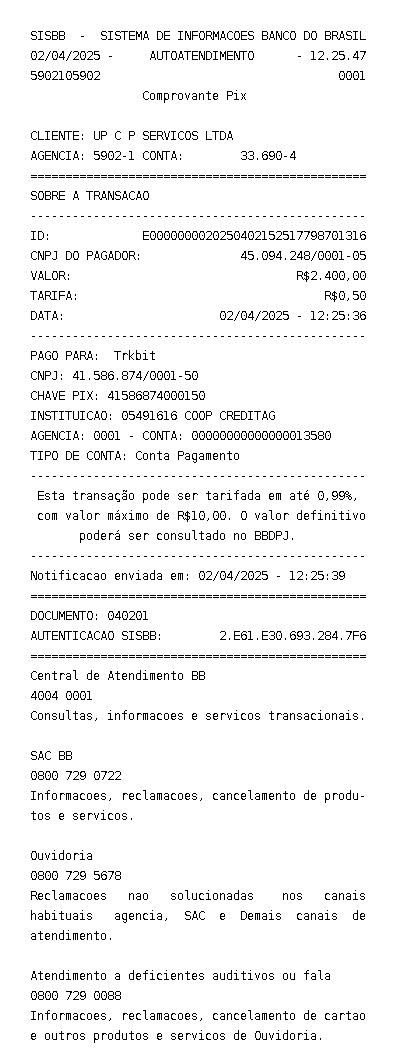 SISBB - SISTEMA DE INFORMACOES BANCO DO BRASIL
02/04/2025 - AUTOATENDIMENTO - 12.25.47
5902105902 0001
Comprovante Pix
CLIENTE: UP C P SERVICOS LTDA
AGENCIA: 5902-1 CONTA: 33.690-4
================================================
SOBRE A TRANSACAO
------------------------------------------------
ID: E0000000020250402152517798701316
CNPJ DO PAGADOR: 45.094.248/0001-05
VALOR: R$2.400,00
TARIFA: R$0,50
DATA: 02/04/2025 - 12:25:36
------------------------------------------------
PAGO PARA: Trkbit
CNPJ: 41.586.874/0001-50
CHAVE PIX: 41586874000150
INSTITUICAO: 05491616 COOP CREDITAG
AGENCIA: 0001 - CONTA: 00000000000000013580
TIPO DE CONTA: Conta Pagamento
------------------------------------------------
Esta transação pode ser tarifada em até 0,99%,
com valor máximo de R$10,00. O valor definitivo
poderá ser consultado no BBDPJ.
------------------------------------------------
Notificacao enviada em: 02/04/2025 - 12:25:39
================================================
DOCUMENTO: 040201
AUTENTICACAO SISBB: 2.E61.E30.693.284.7F6
================================================
Central de Atendimento BB
4004 0001
Consultas, informacoes e servicos transacionais.
SAC BB
0800 729 0722
Informacoes, reclamacoes, cancelamento de produ-
tos e servicos.
Ouvidoria
0800 729 5678
Reclamacoes nao solucionadas nos canais
habituais agencia, SAC e Demais canais de
atendimento.
Atendimento a deficientes auditivos ou fala
0800 729 0088
Informacoes, reclamacoes, cancelamento de cartao
e outros produtos e servicos de Ouvidoria.